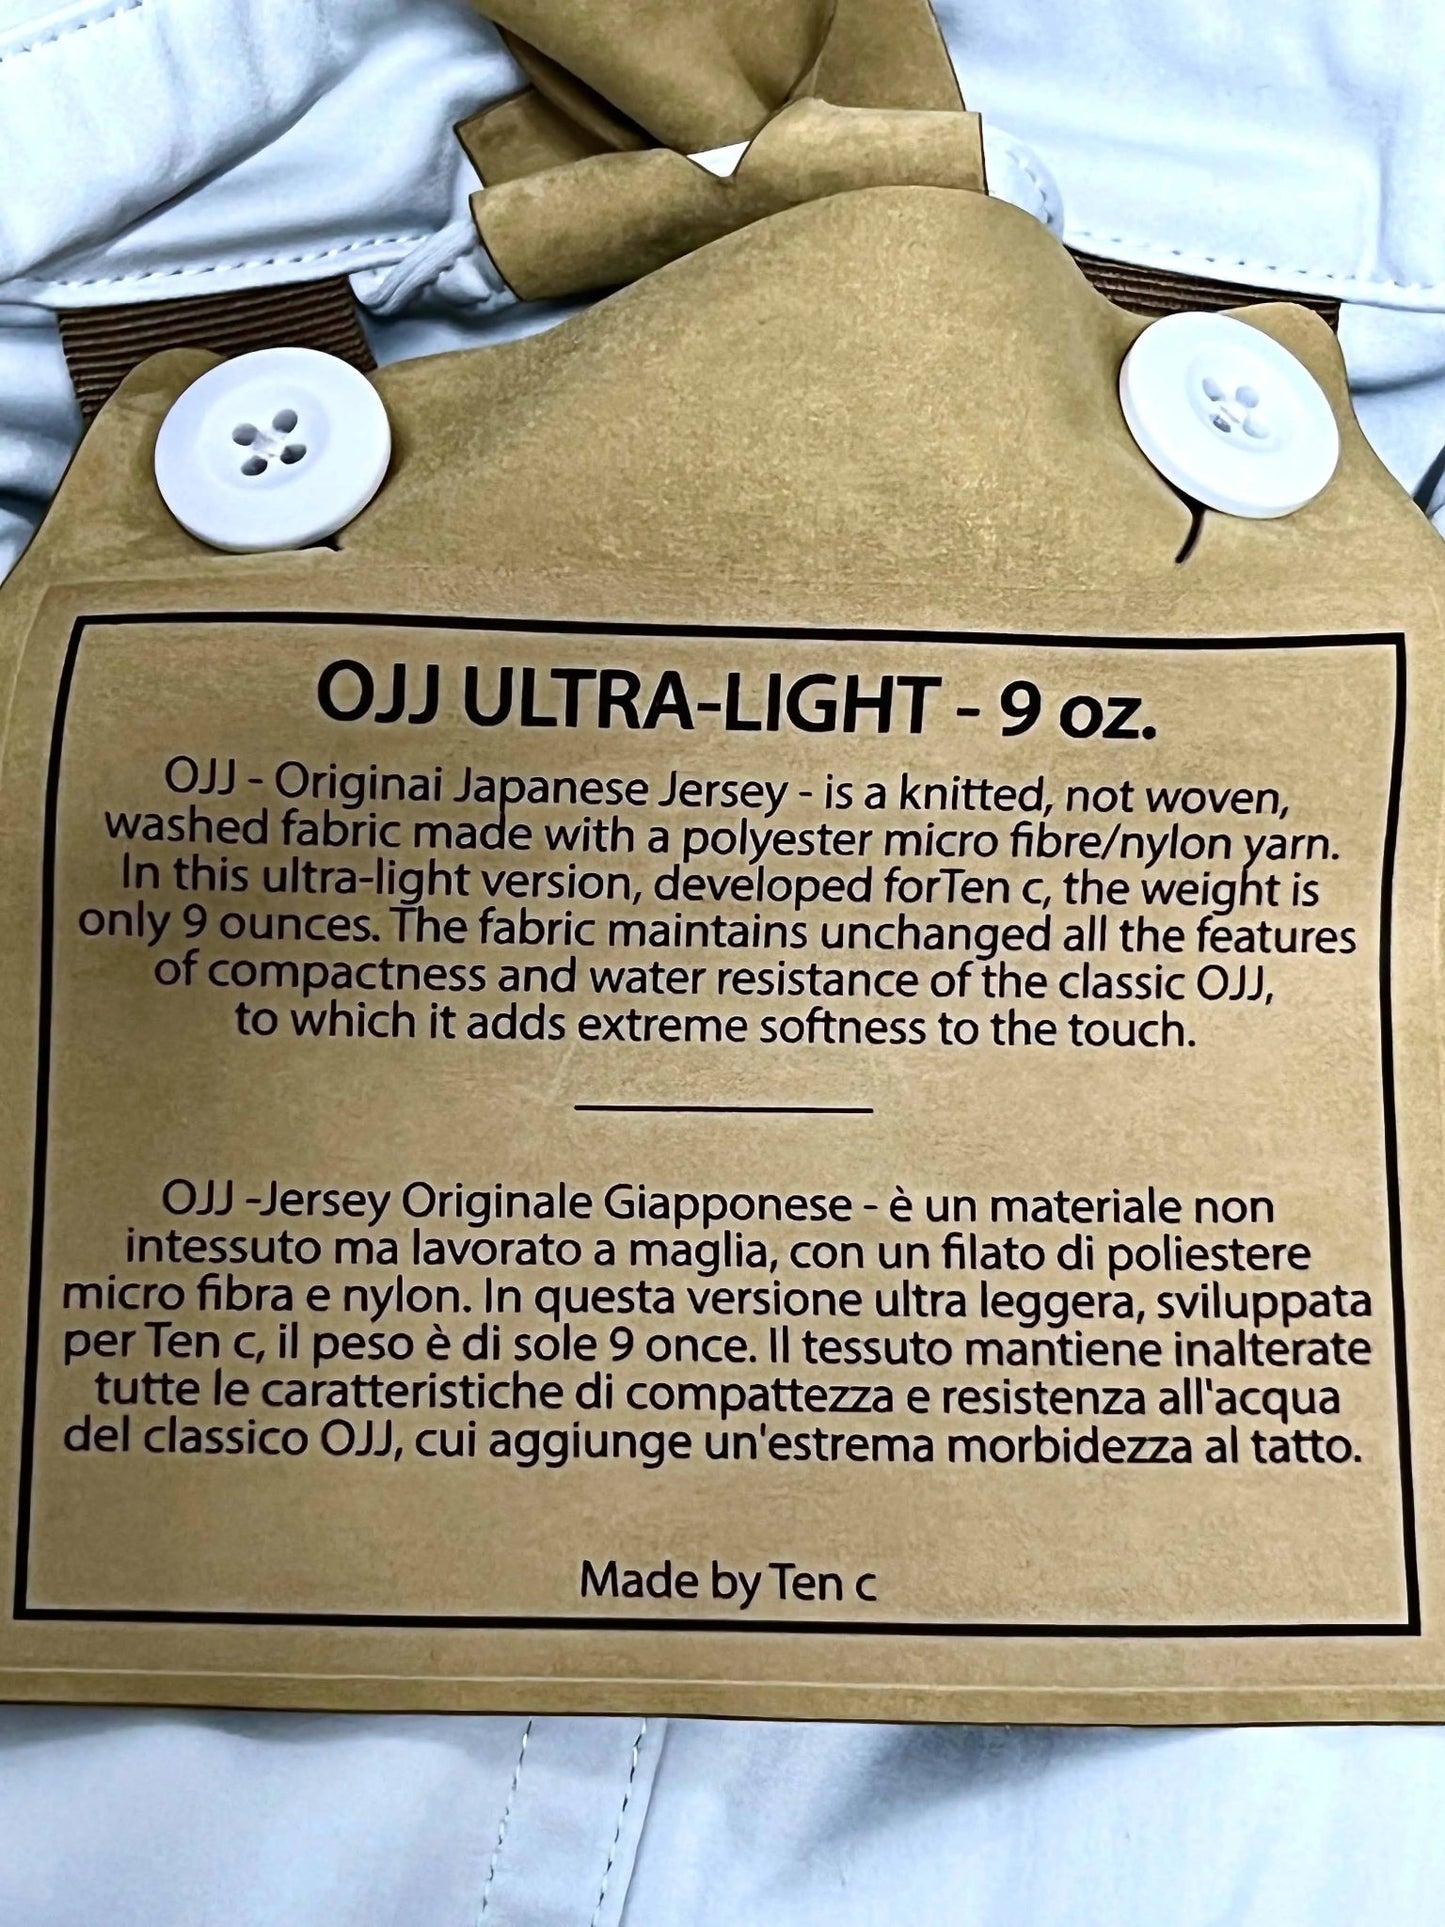 OJJ ULTRA-LIGHT - 9 oz.
OJJ - Originai Japanese Jersey - is a knitted, not woven,
washed fabric made with a polyester micro fibre/nylon yarn.
In this ultra-light version, developed forTen c, the weight is
only 9 ounces. The fabric maintains unchanged all the features
of compactness and water resistance of the classic OJJ,
to which it adds extreme softness to the touch.
OJJ -Jersey Originale Giapponese - è un materiale non
intessuto ma lavorato a maglia, con un filato di poliestere
micro fibra e nylon. In questa versione ultra leggera, sviluppata
per Ten c, il peso è di sole 9 once. Il tessuto mantiene inalterate
tutte le caratteristiche di compattezza e resistenza all'acqua
del classico OJJ, cui aggiunge un'estrema morbidezza al tatto.
Made by Ten c